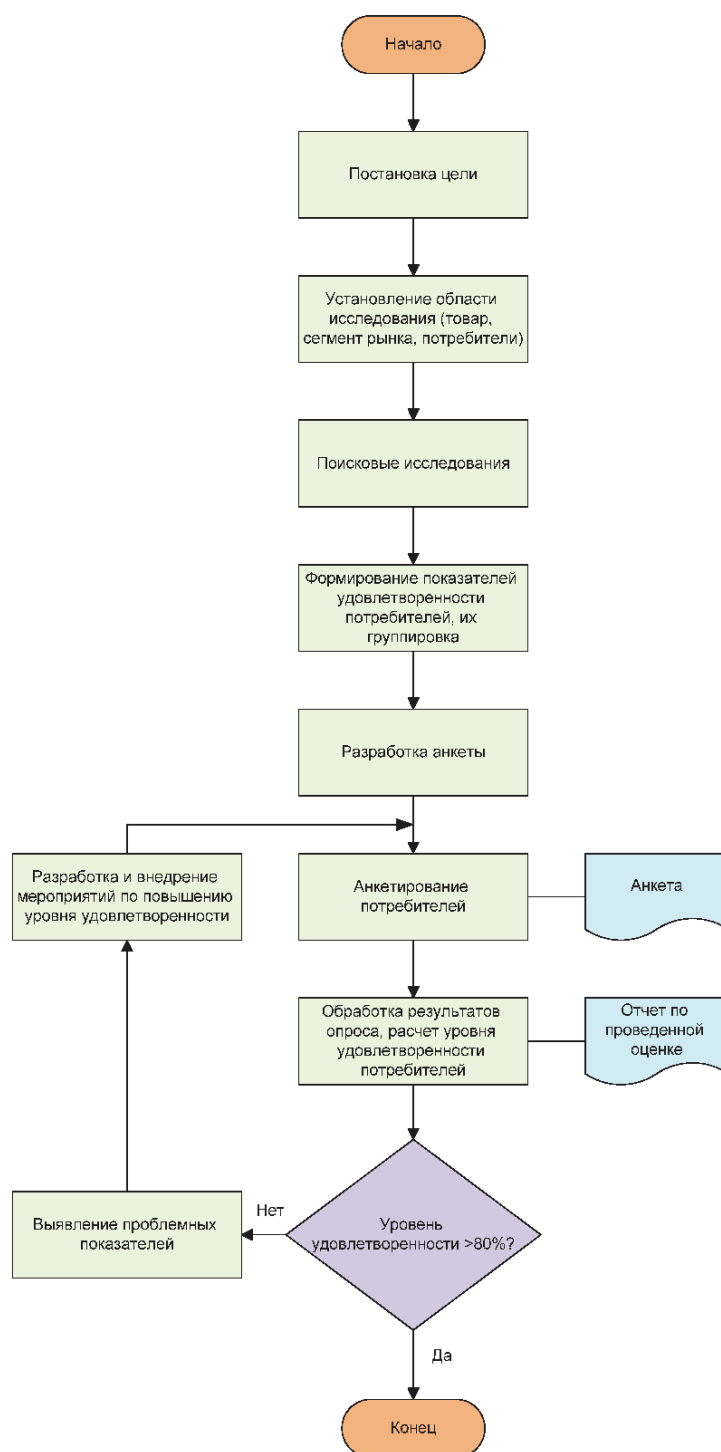 Начало
Постановка цели
Установление области
исследования (товар,
сегмент рынка, потребители)
Поисковые исследования
Формирование показателей
удовлетворенности
потребителей, их
группировка
Разработка анкеты
Разработка и внедрение
мероприятий по повышению
уровня удовлетворенности
Анкетирование
потребителей
Анкета
Обработка результатов
опроса, расчет уровня
удовлетворенности
потребителей
Отчет по
проведенной
оценке
Выявление проблемных
показателей
Нет
Уровень
удовлетворенности >80%?
Да
Конец